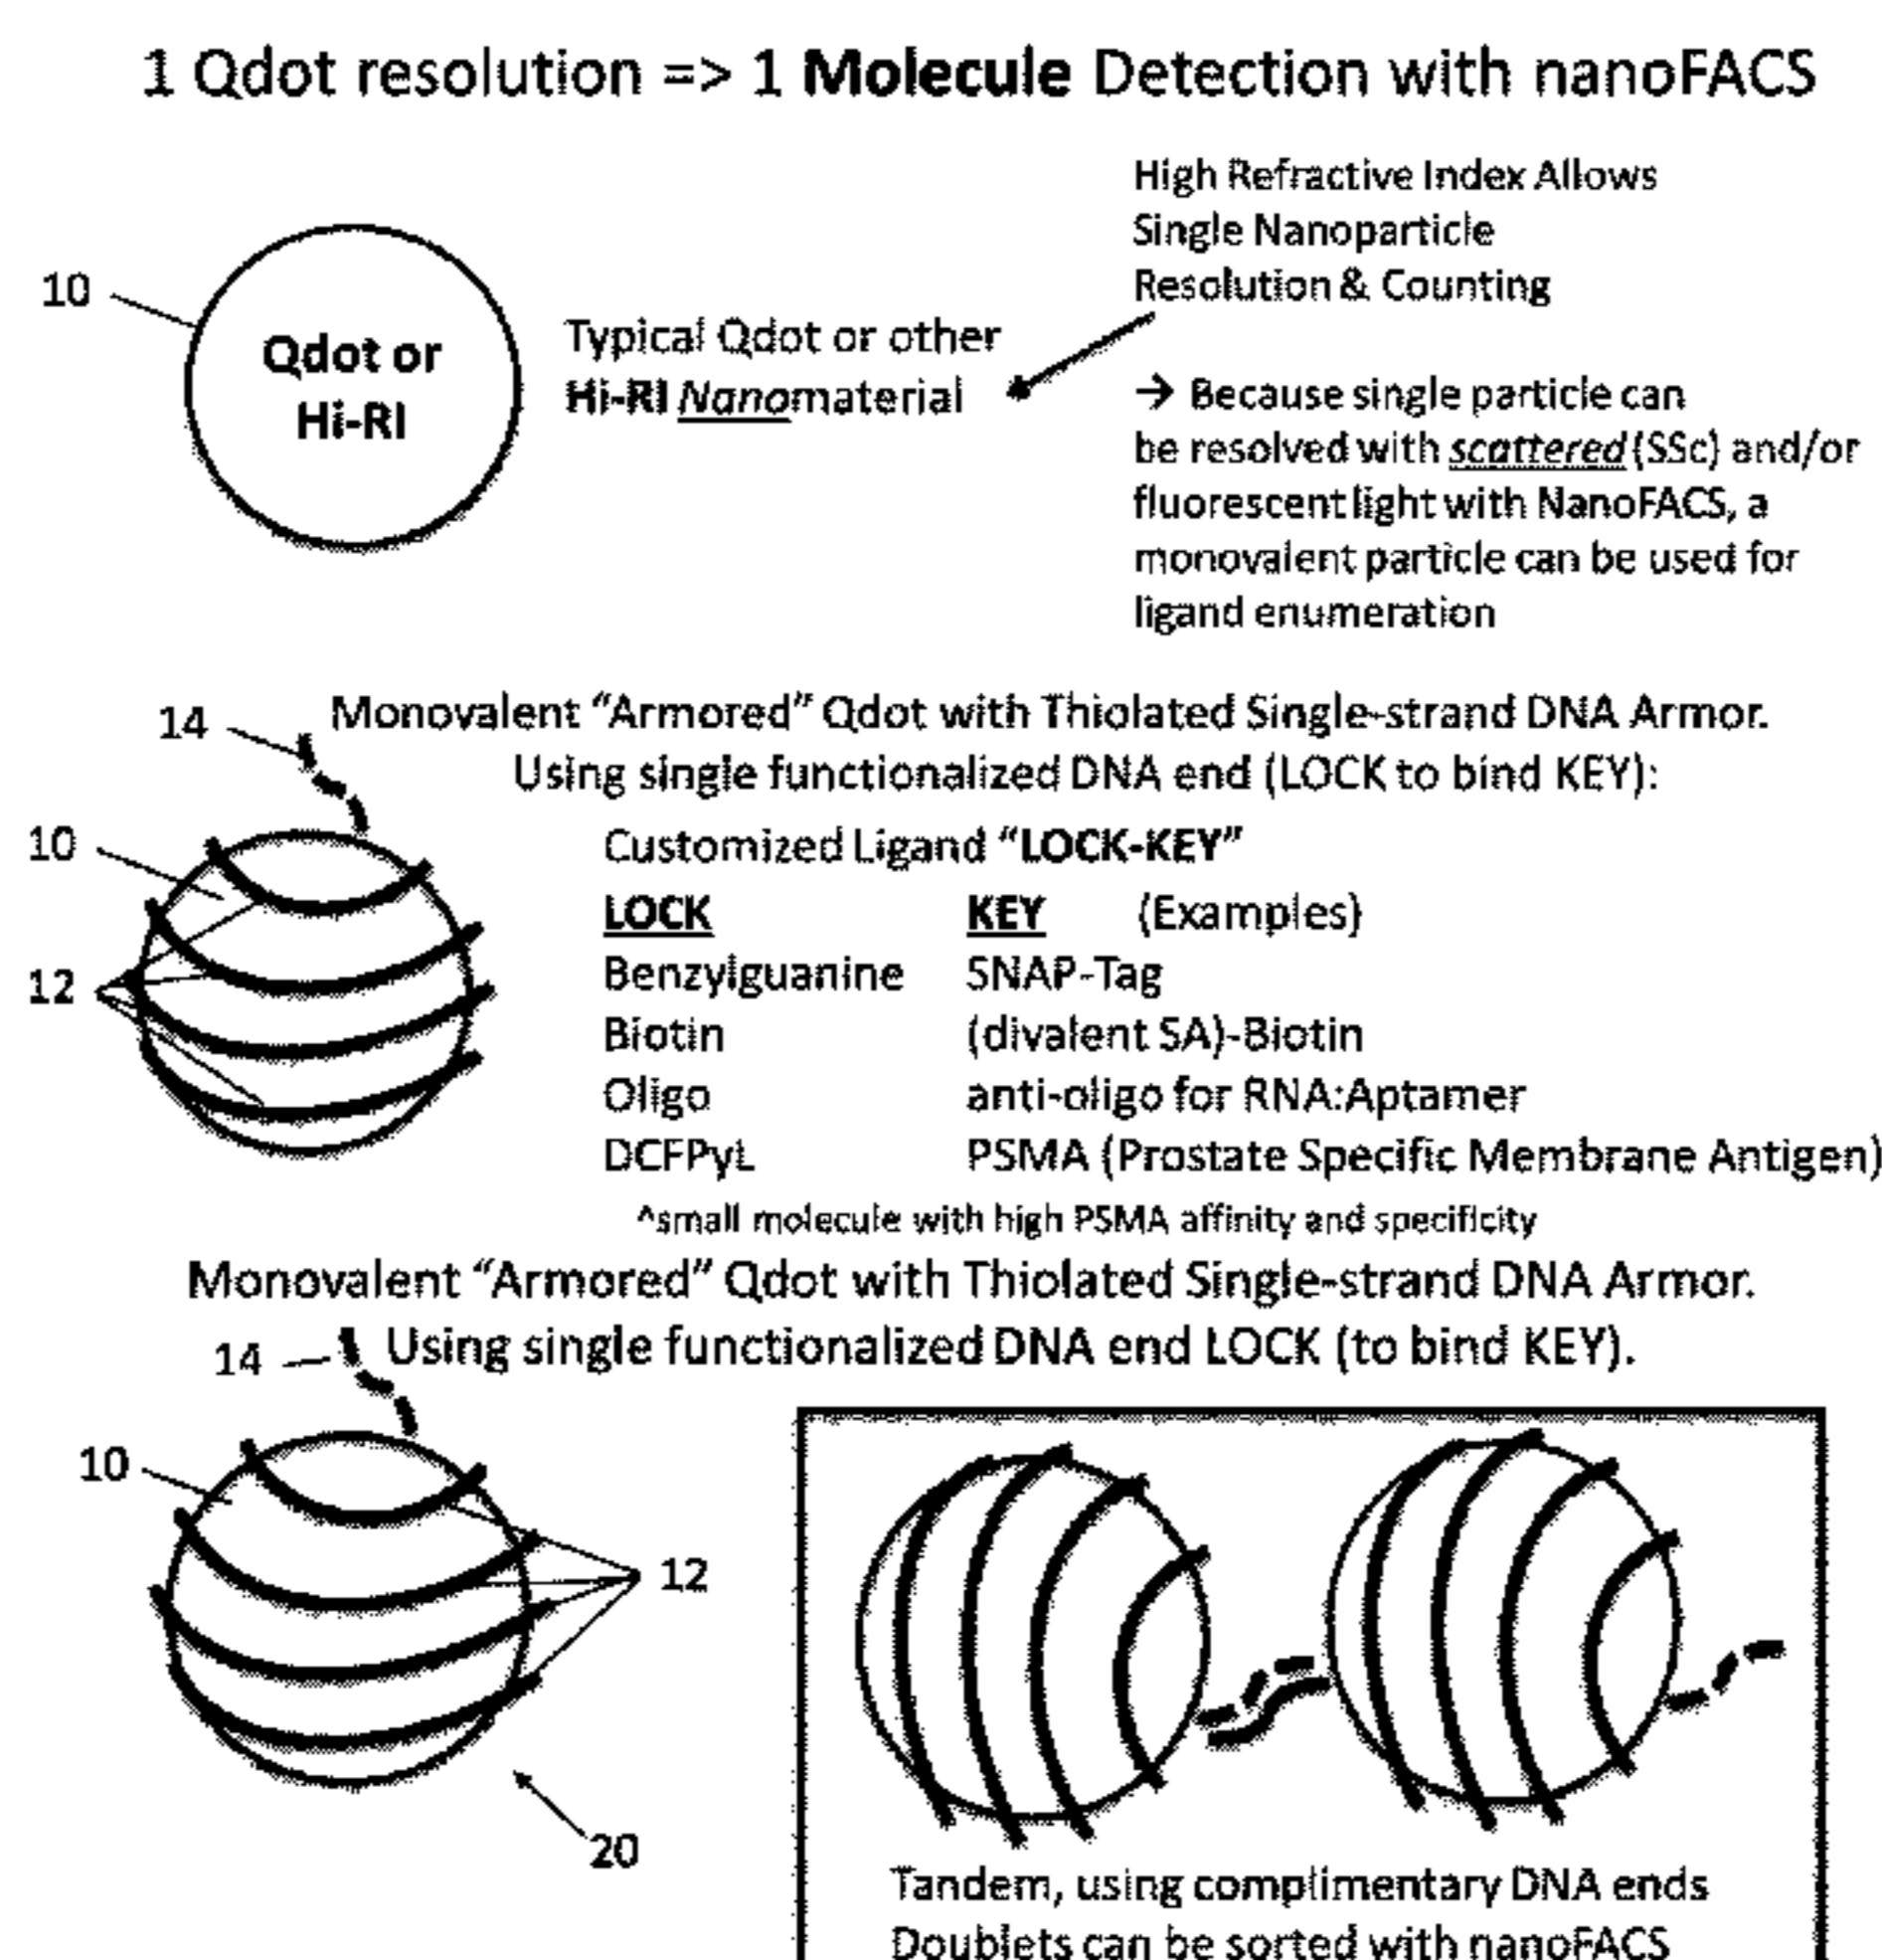 1 Qdot resolution => 1 Molecule Detection with nanoFACS
High Refractive Index Allows
Single Nanoparticle
Resolution & Counting
10
Qdot or
Hi-RI
Typical Qdot or other
Hi-RI Nanomaterial
→ Because single particle can
be resolved with scattered (SSc) and/or
fluorescent light with NanoFACS, a
monovalent particle can be used for
ligand enumeration
14
Monovalent “Armored” Qdot with Thiolated Single-strand DNA Armor.
Using single functionalized DNA end (LOCK to bind KEY):
10
12
Customized Ligand “LOCK-KEY”
LOCK KEY (Examples)
Benzylguanine SNAP-Tag
Biotin (divalent SA)-Biotin
Oligo anti-oligo for RNA:Aptamer
DCFPyL PSMA (Prostate Specific Membrane Antigen)
^small molecule with high PSMA affinity and specificity
Monovalent “Armored” Qdot with Thiolated Single-strand DNA Armor.
14
Using single functionalized DNA end LOCK (to bind KEY).
10
12
20
Tandem, using complimentary DNA ends
Doublets can be sorted with nanoFACS